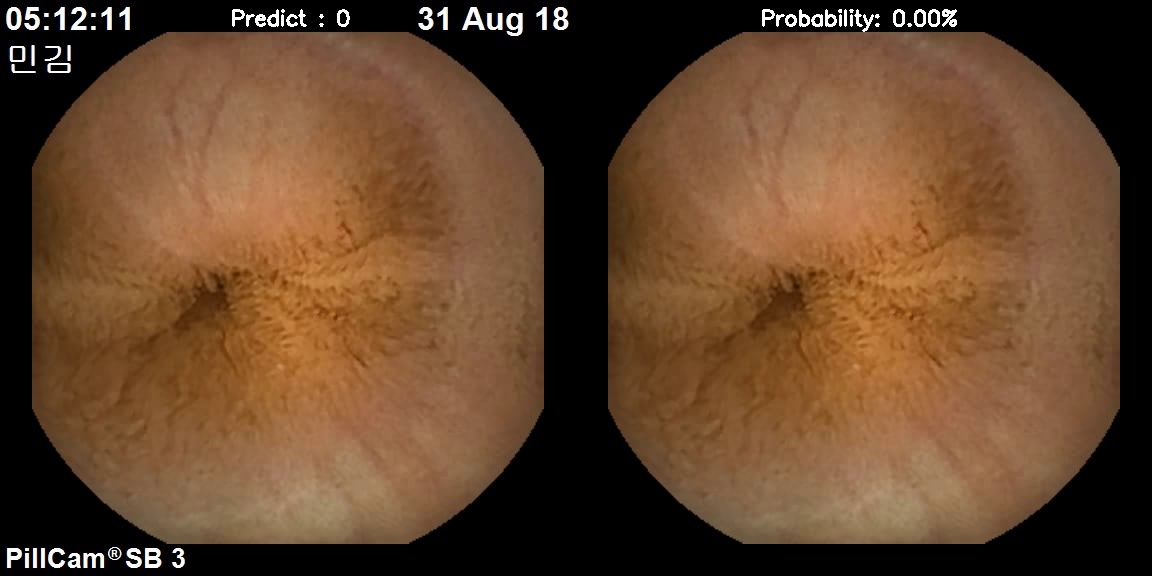 05:12:11 Predict : 0 31 Aug 18 Probability: 0.00%
민김
PillCam® SB 3